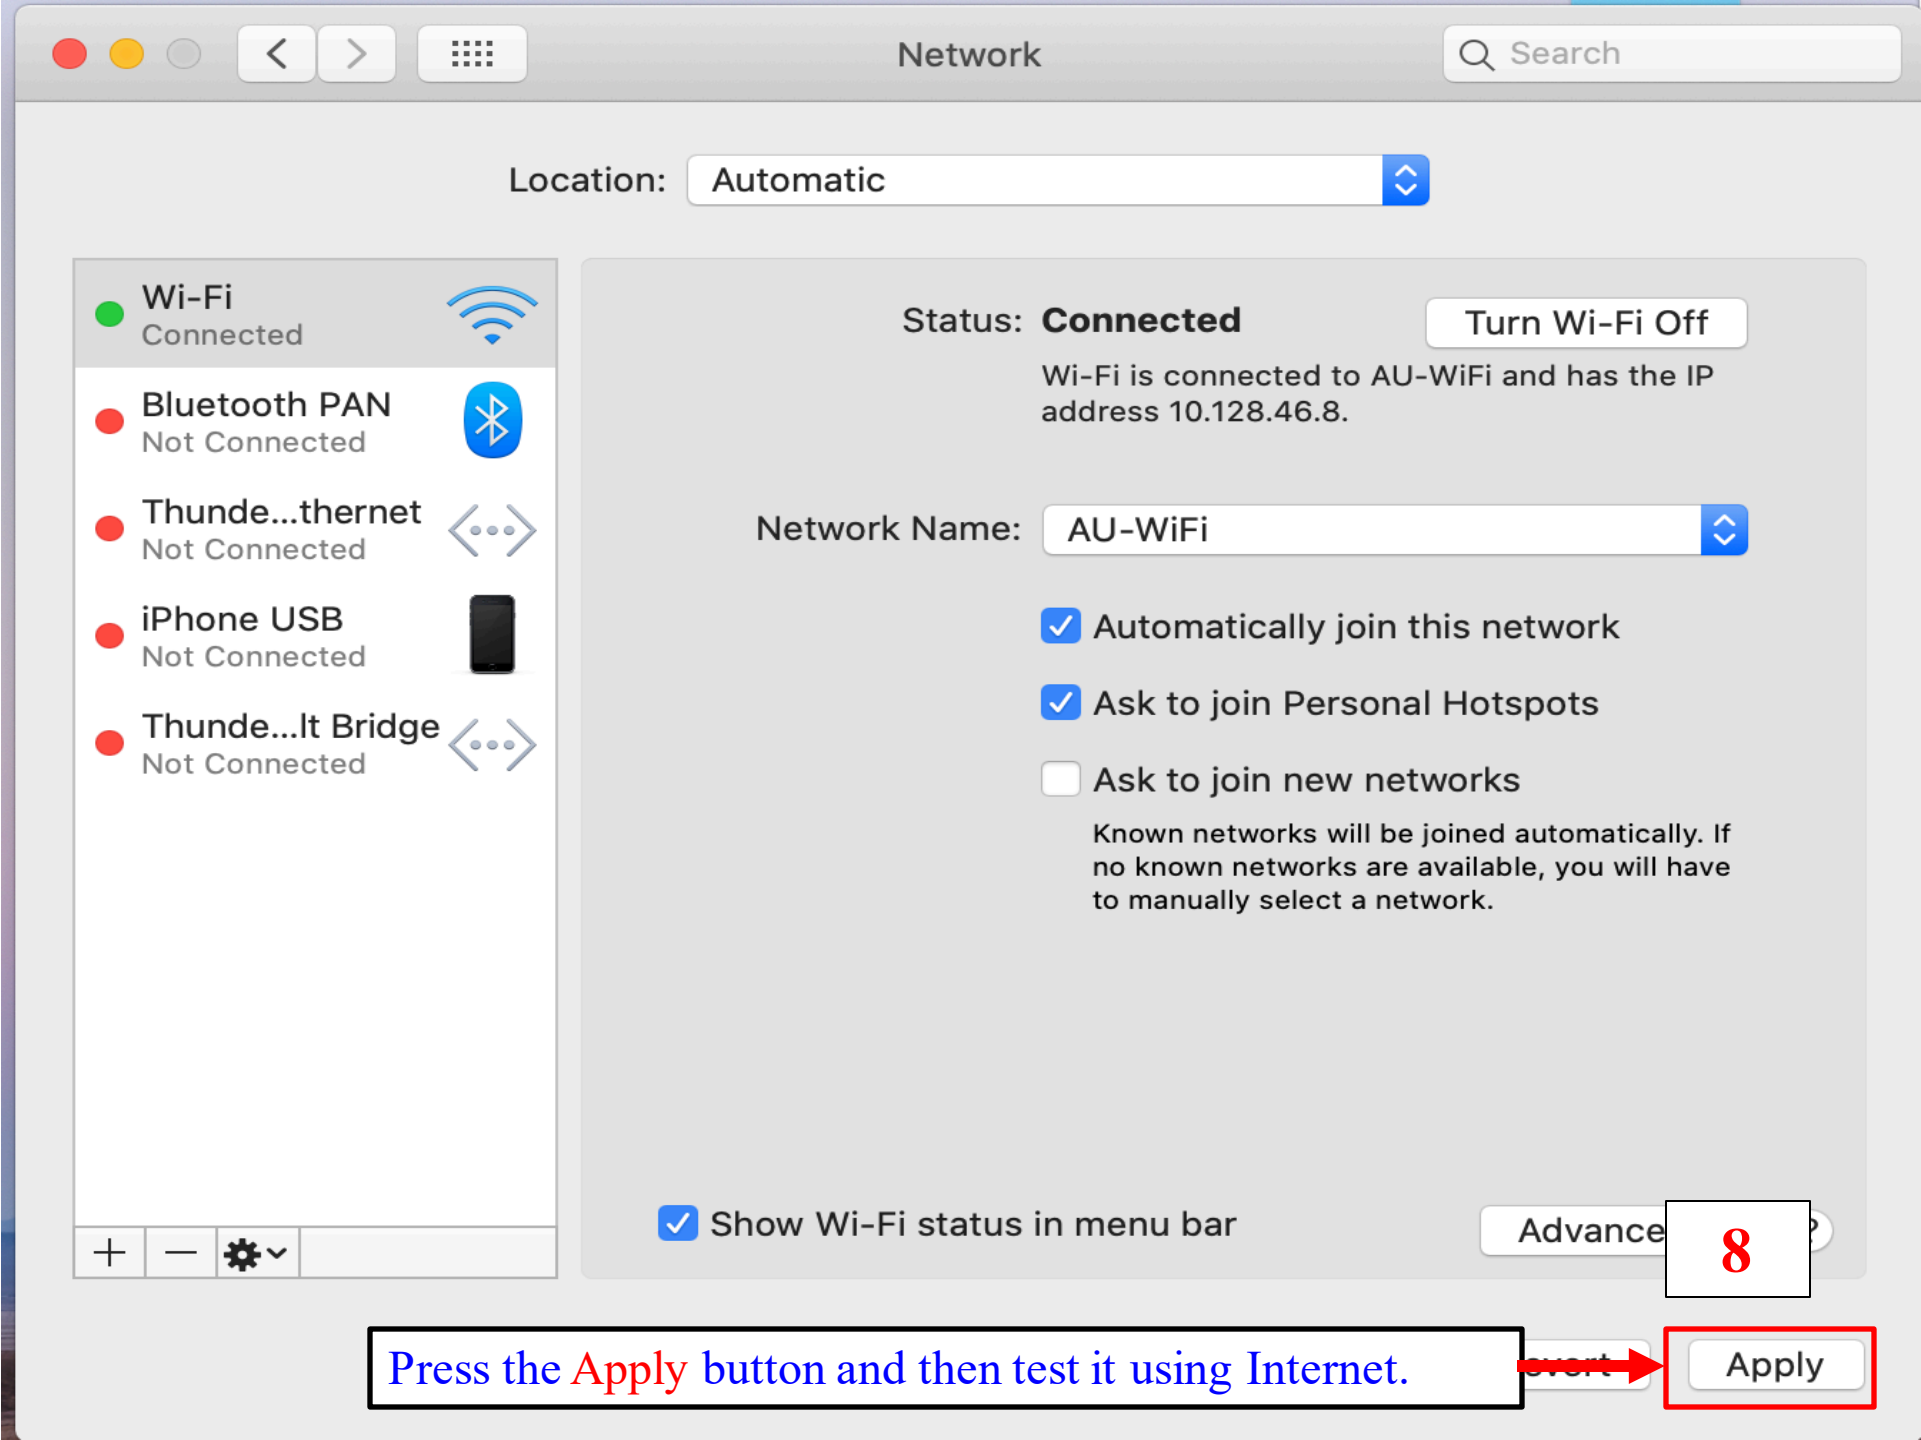 Network
Search
Location:
Automatic
Wi-Fi
Connected
Bluetooth PAN
Not Connected
Thunde...thernet
Not Connected
iPhone USB
Not Connected
Thunde...lt Bridge
Not Connected
Status: Connected
Turn Wi-Fi Off
Wi-Fi is connected to AU-WiFi and has the IP
address 10.128.46.8.
Network Name:
AU-WiFi
Automatically join this network
Ask to join Personal Hotspots
Ask to join new networks
Known networks will be joined automatically. If
no known networks are available, you will have
to manually select a network.
Show Wi-Fi status in menu bar
Advance
?
8
Press the Apply button and then test it using Internet.
Apply